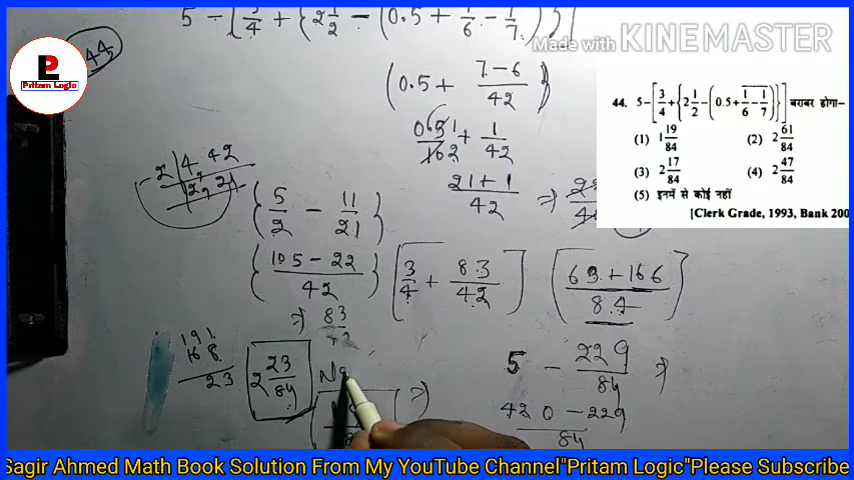 5 - [3/4 + {2 1/2 - (0.5 + 1/6 - 1/7)}]
44
Made with KINEMASTER
PL
Pritam Logic
(0.5 + 7-6/42)
44. 5-[3/4+{2 1/2-(0.5+1/6-1/7)}] बराबर होगा-
(1) 1 19/84 (2) 2 61/84
(3) 2 17/84 (4) 2 47/84
(5) इनमें से कोई नहीं
[Clerk Grade, 1993, Bank 200
+ 1/42
21+1/42 ⇒
2 | 4, 42
2, 21
{5/2 - 11/21}
{105-22/42} [3/4 + 83/42] (63+166/84)
⇒ 83
191
168
23
2 23/84
5 - 229/84 ⇒
420-229/84
⇒
Sagir Ahmed Math Book Solution From My YouTube Channel"Pritam Logic"Please Subscribe